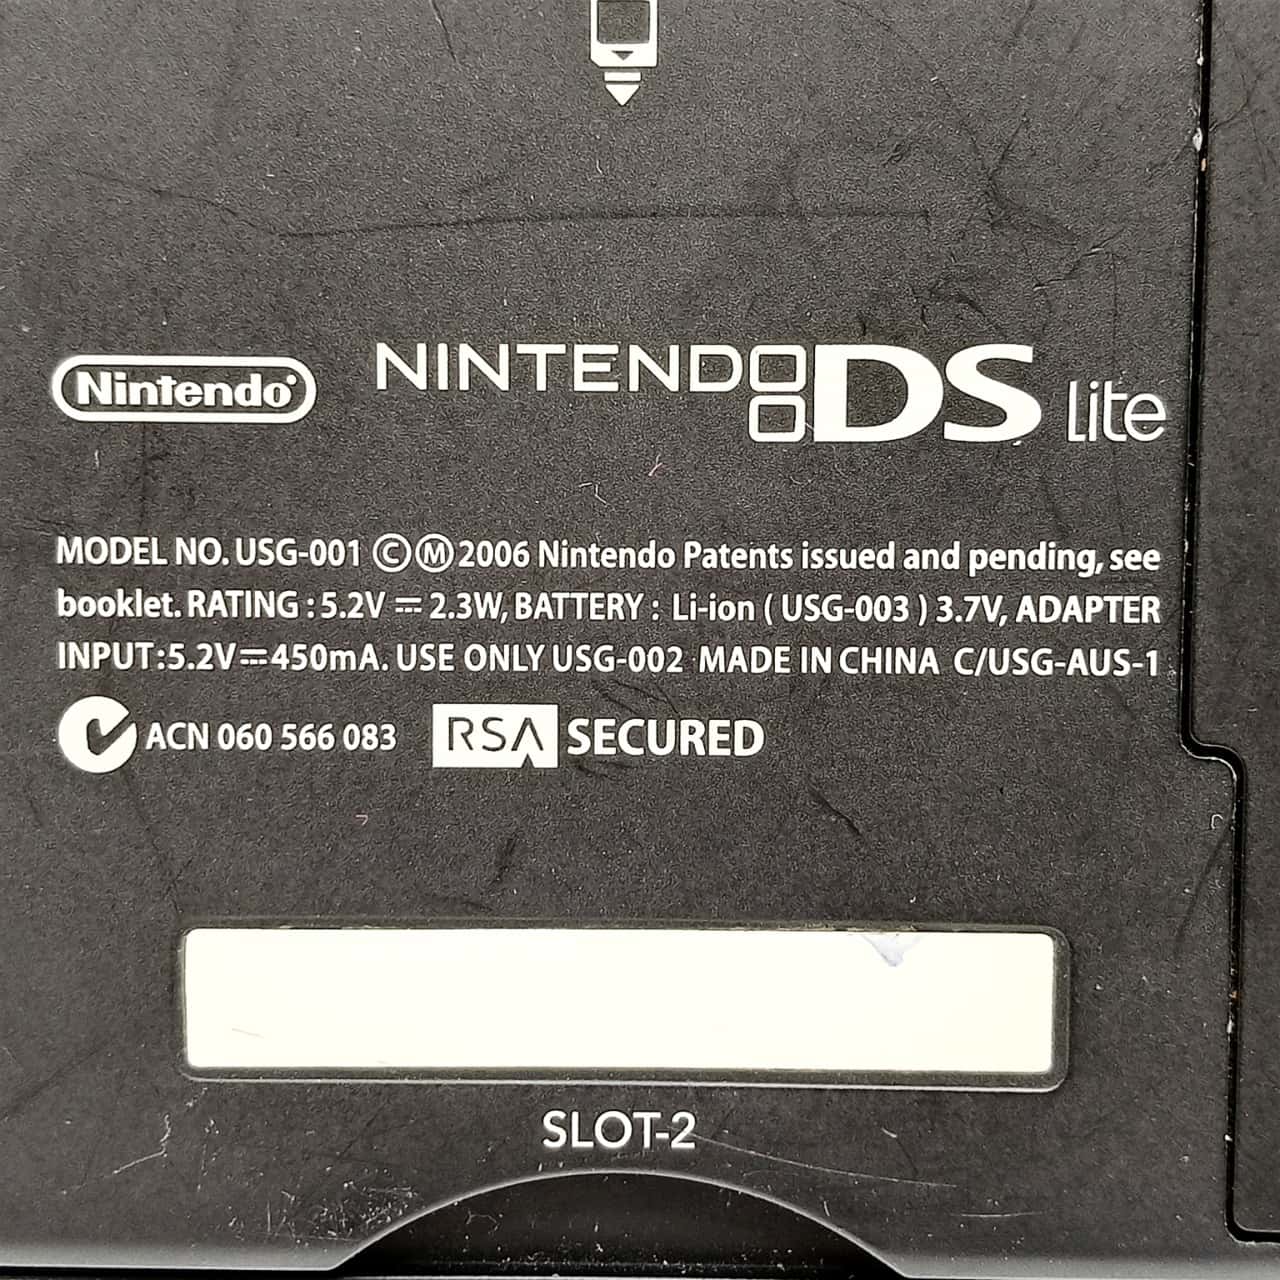 Nintendo®
NINTENDO DS Lite
MODEL NO. USG-001 ©Ⓜ2006 Nintendo Patents issued and pending, see
booklet. RATING : 5.2V ⎓ 2.3W, BATTERY : Li-ion ( USG-003 ) 3.7V, ADAPTER
INPUT:5.2V⎓450mA. USE ONLY USG-002 MADE IN CHINA C/USG-AUS-1
ACN 060 566 083 RSA SECURED
SLOT-2